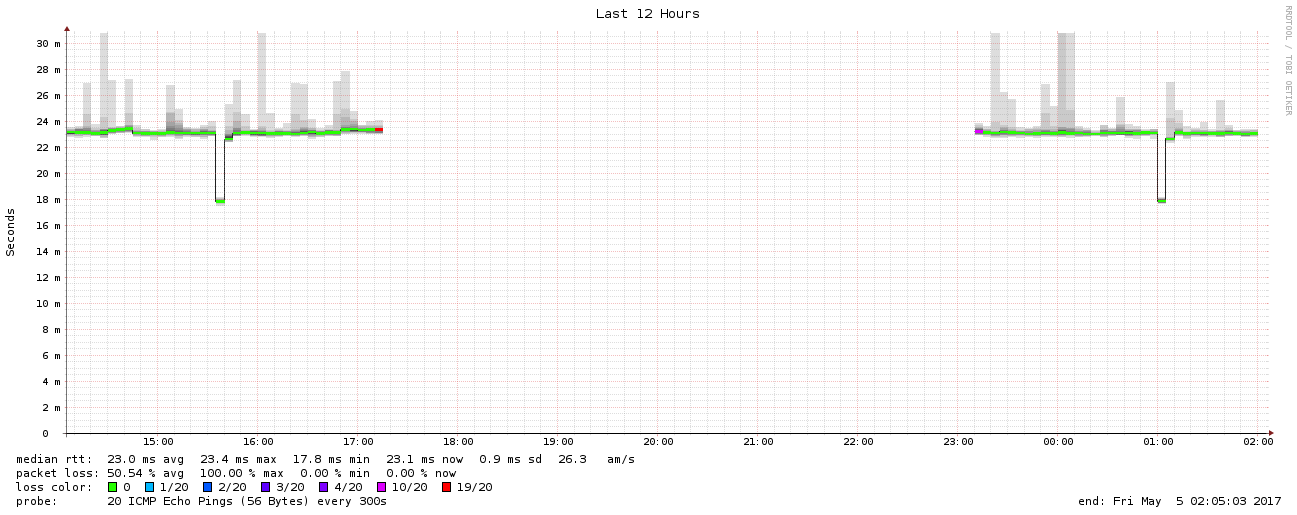 Last 12 Hours
RRDTOOL / TOBI OETIKER
Seconds
30 m
28 m
26 m
24 m
22 m
20 m
18 m
16 m
14 m
12 m
10 m
8 m
6 m
4 m
2 m
0
15:00 16:00 17:00 18:00 19:00 20:00 21:00 22:00 23:00 00:00 01:00 02:00
median rtt: 23.0 ms avg 23.4 ms max 17.8 ms min 23.1 ms now 0.9 ms sd 26.3 am/s
packet loss: 50.54 % avg 100.00 % max 0.00 % min 0.00 % now
loss color: 0 1/20 2/20 3/20 4/20 10/20 19/20
probe: 20 ICMP Echo Pings (56 Bytes) every 300s end: Fri May 5 02:05:03 2017